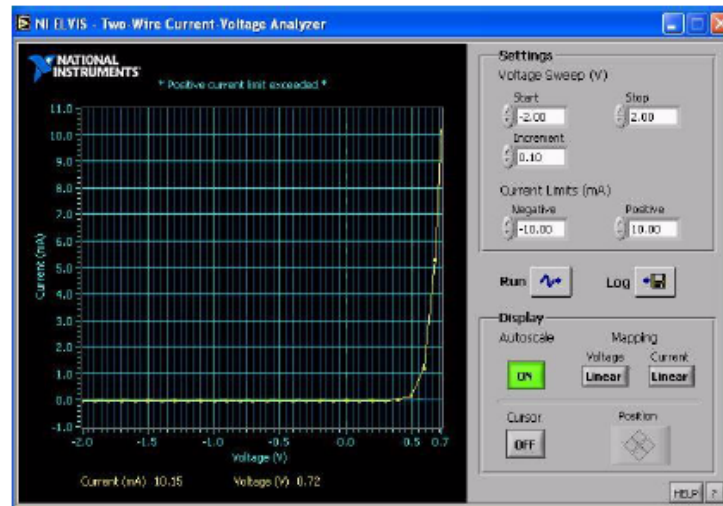 NI ELVIS - Two-Wire Current-Voltage Analyzer
NATIONAL
INSTRUMENTS
* Positive current limit exceeded *
11.0
10.0
9.0
8.0
7.0
6.0
5.0
4.0
3.0
2.0
1.0
0.0
-1.0
Current (mA)
-2.0 -1.5 -1.0 -0.5 0.0 0.5 0.7
Voltage (V)
Current (mA) 10.15 Voltage (V) 0.72
Settings
Voltage Sweep (V)
Start Stop
-2.00 2.00
Increment
0.10
Current Limits (mA)
Negative Positive
-10.00 10.00
Run Log
Display
Autoscale Mapping
Voltage Current
ON Linear Linear
Cursor Position
OFF
HELP ?